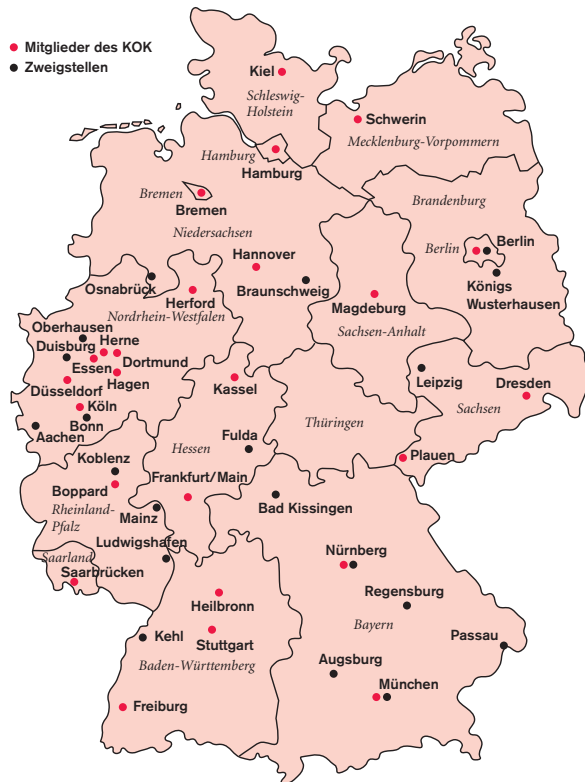 Mitglieder des KOK
Zweigstellen
Kiel
Schleswig-
Holstein
Schwerin
Mecklenburg-Vorpommern
Hamburg
Hamburg
Bremen
Bremen
Niedersachsen
Brandenburg
Berlin
Berlin
Königs
Wusterhausen
Hannover
Braunschweig
Osnabrück
Herford
Nordrhein-Westfalen
Magdeburg
Sachsen-Anhalt
Oberhausen
Duisburg
Herne
Essen
Dortmund
Hagen
Düsseldorf
Köln
Bonn
Aachen
Kassel
Leipzig
Dresden
Sachsen
Thüringen
Plauen
Hessen
Fulda
Koblenz
Boppard
Rheinland-
Pfalz
Frankfurt/Main
Mainz
Bad Kissingen
Ludwigshafen
Saarland
Saarbrücken
Nürnberg
Regensburg
Bayern
Heilbronn
Stuttgart
Kehl
Baden-Württemberg
Passau
Augsburg
München
Freiburg